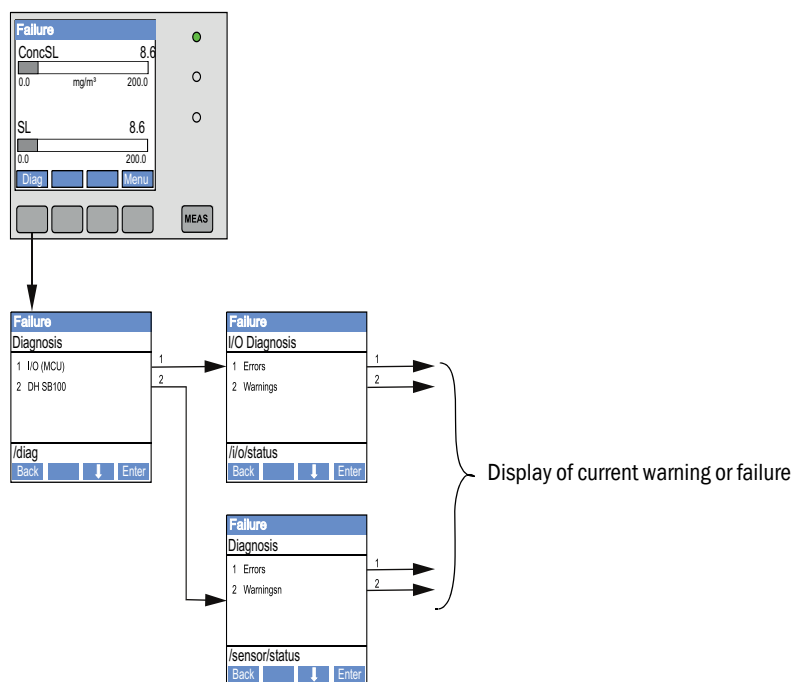 Failure
ConcSL 8.6
0.0 mg/m³ 200.0
SL 8.6
0.0 200.0
Diag Menu
MEAS
Failure
Diagnosis
1 I/O (MCU)
2 DH SB100
/diag
Back ⬇ Enter
1
2
Failure
I/O Diagnosis
1 Errors
2 Warnings
/i/o/status
Back ⬇ Enter
1
2
Display of current warning or failure
Failure
Diagnosis
1 Errors
2 Warningsn
/sensor/status
Back ⬇ Enter
1
2